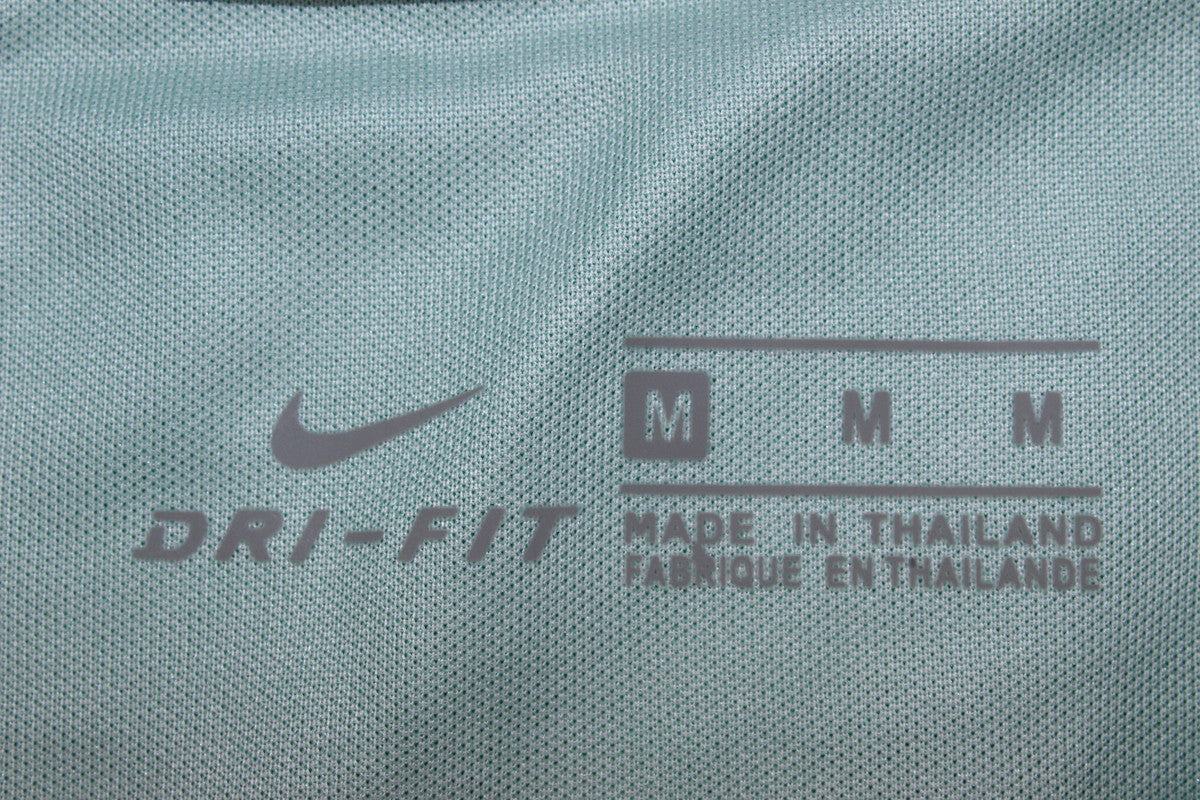 DRI-FIT
M M M
MADE IN THAILAND
FABRIQUE EN THAILANDE